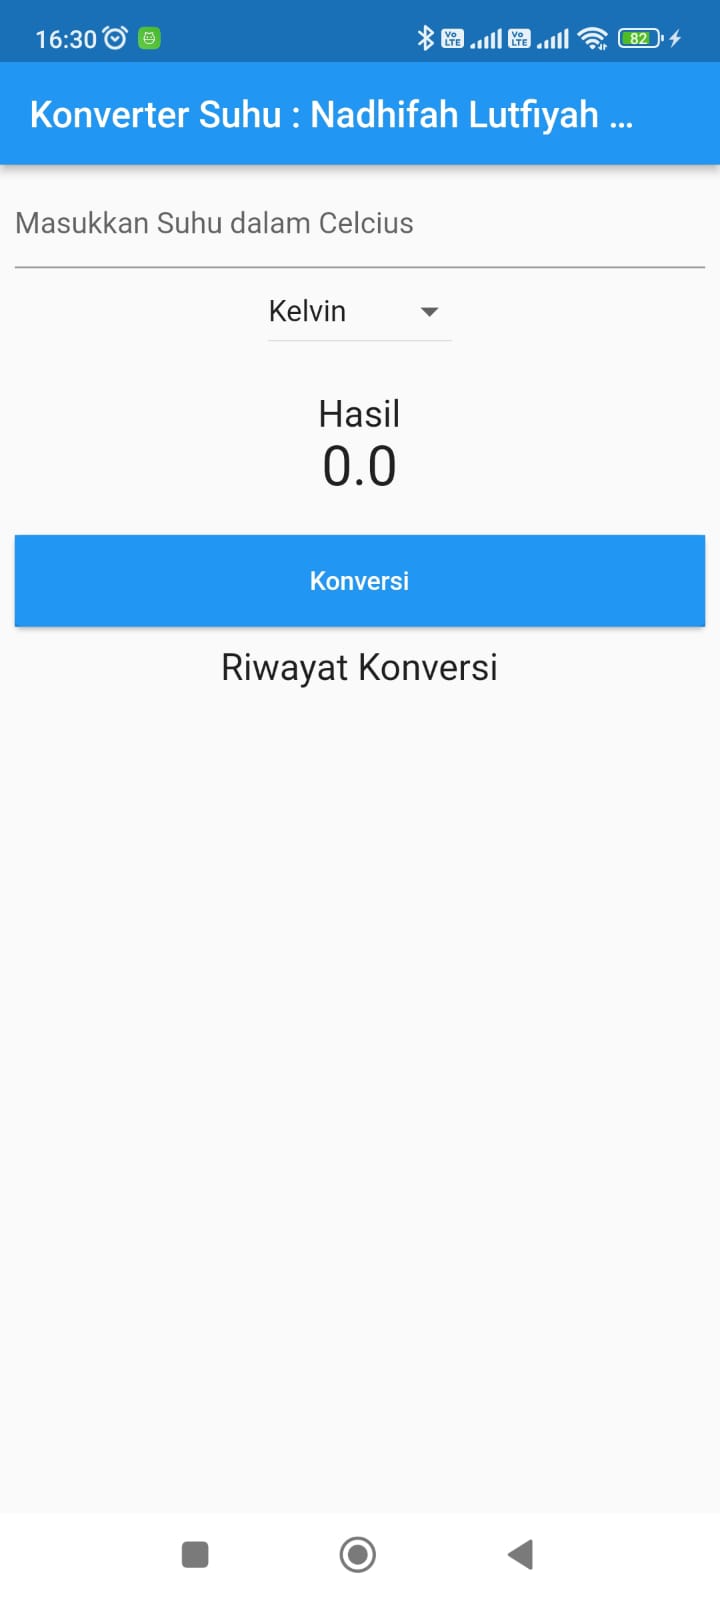 16:30 Vo LTE Vo LTE 82
Konverter Suhu : Nadhifah Lutfiyah ...
Masukkan Suhu dalam Celcius
Kelvin
Hasil
0.0
Konversi
Riwayat Konversi